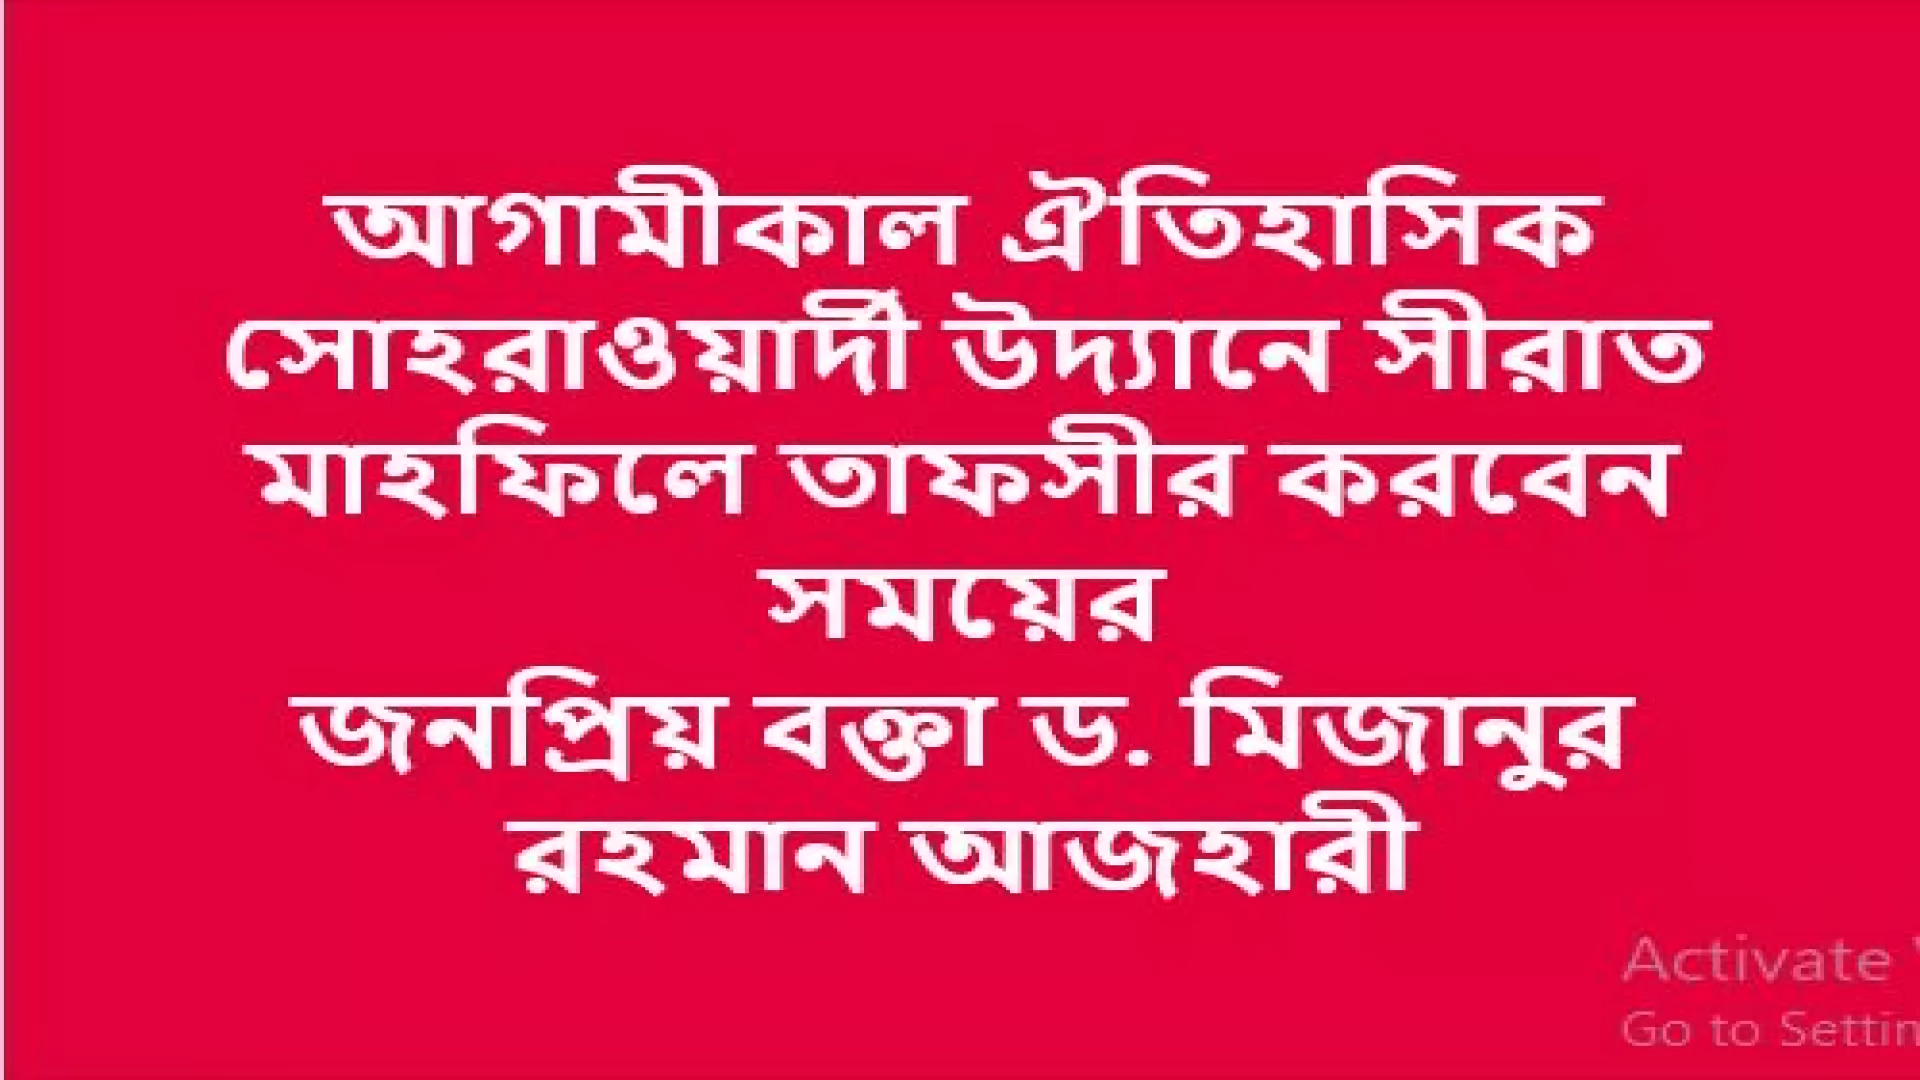 আগামীকাল ঐতিহাসিক
সোহরাওয়ার্দী উদ্যানে সীরাত
মাহফিলে তাফসীর করবেন
সময়ের
জনপ্রিয় বক্তা ড. মিজানুর
রহমান আজহারী
Activate
Go to Settin